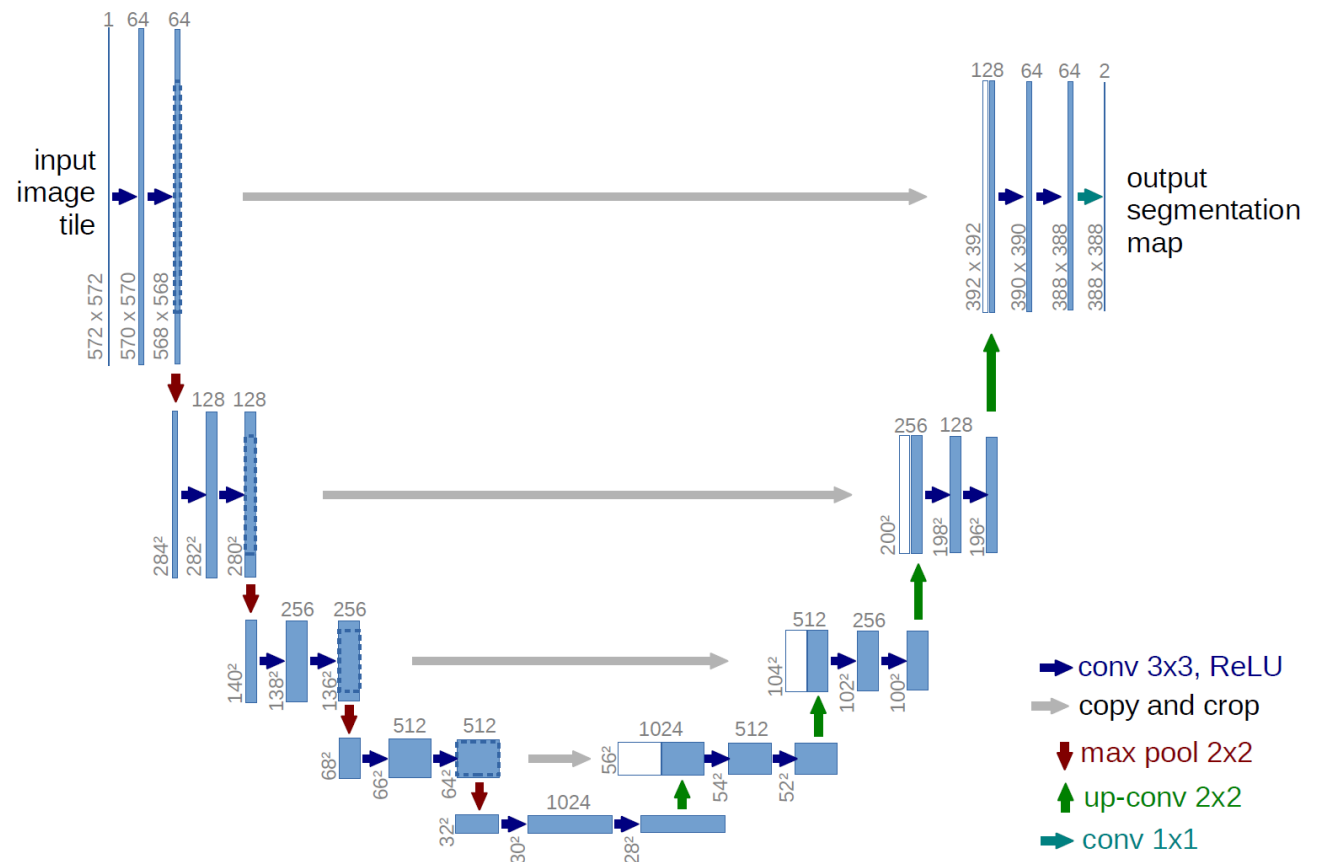 1 64 64
128 64 64 2
input
image
tile
output
segmentation
map
572 x 572
570 x 570
568 x 568
392 x 392
390 x 390
388 x 388
388 x 388
128 128
256 128
284²
282²
280²
200²
198²
196²
256 256
512 256
140²
138²
136²
104²
102²
100²
512 512
1024 512
68²
66²
64²
56²
54²
52²
1024
32²
30²
28²
conv 3x3, ReLU
copy and crop
max pool 2x2
up-conv 2x2
conv 1x1